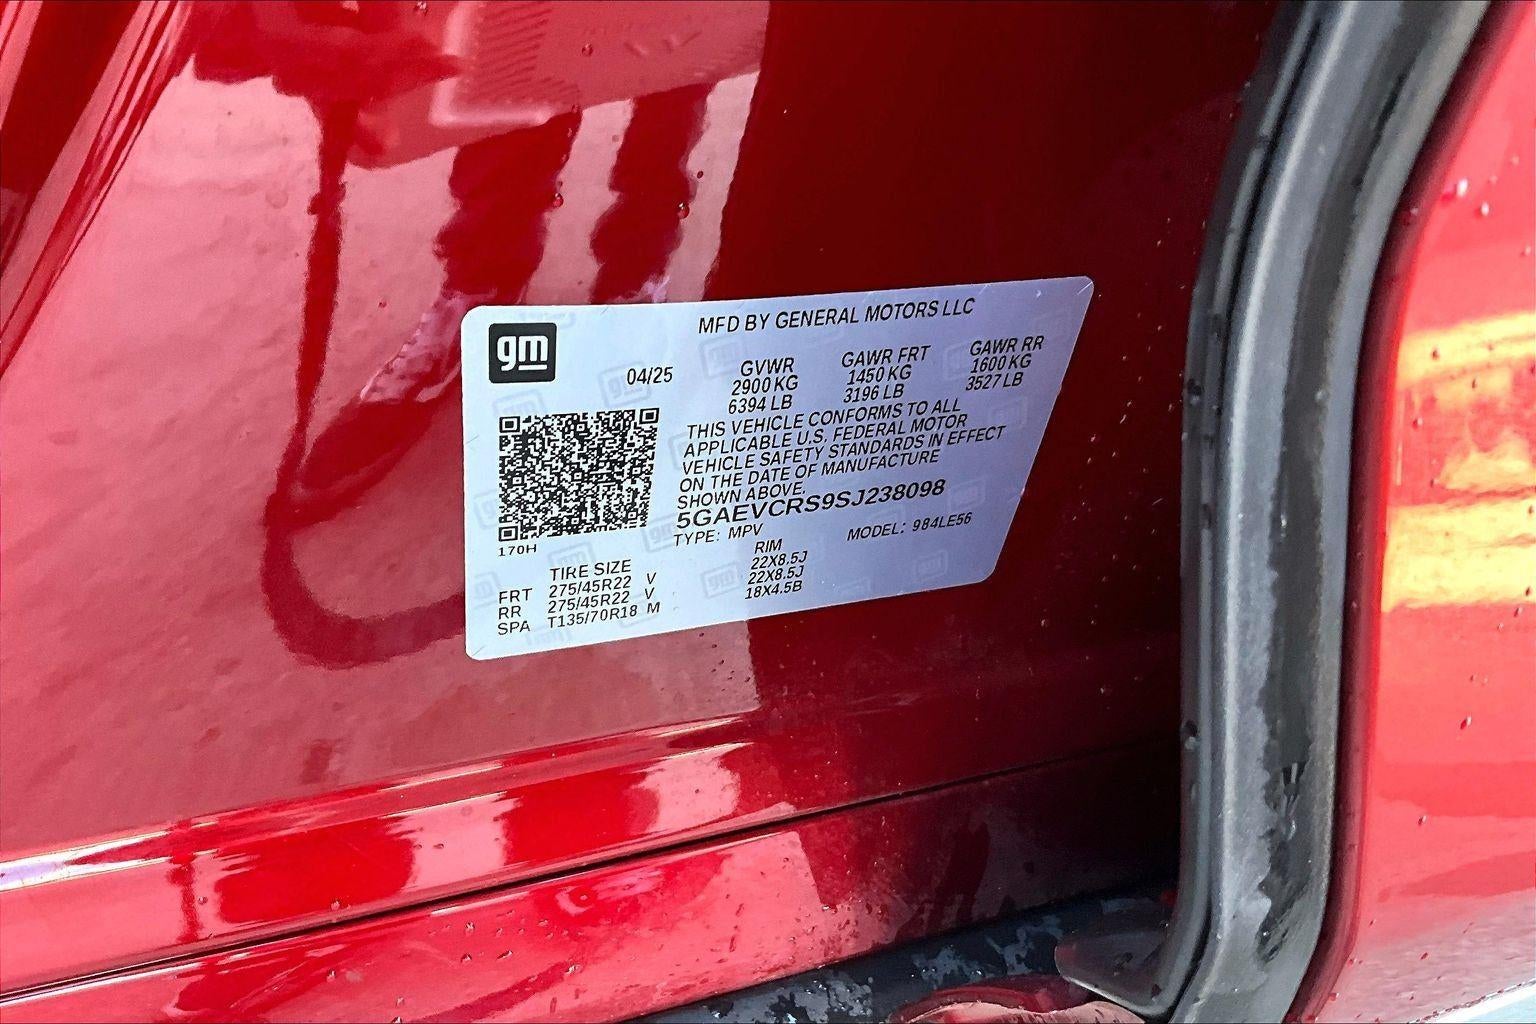 MFD BY GENERAL MOTORS LLC
gm
04/25
GVWR GAWR FRT GAWR RR
2900 KG 1450 KG 1600 KG
6394 LB 3196 LB 3527 LB
THIS VEHICLE CONFORMS TO ALL
APPLICABLE U.S. FEDERAL MOTOR
VEHICLE SAFETY STANDARDS IN EFFECT
ON THE DATE OF MANUFACTURE
SHOWN ABOVE.
5GAEVCRS9SJ238098
TYPE: MPV MODEL: 984LE56
170H
TIRE SIZE RIM
FRT 275/45R22 V 22X8.5J
RR 275/45R22 V 22X8.5J
SPA T135/70R18 M 18X4.5B